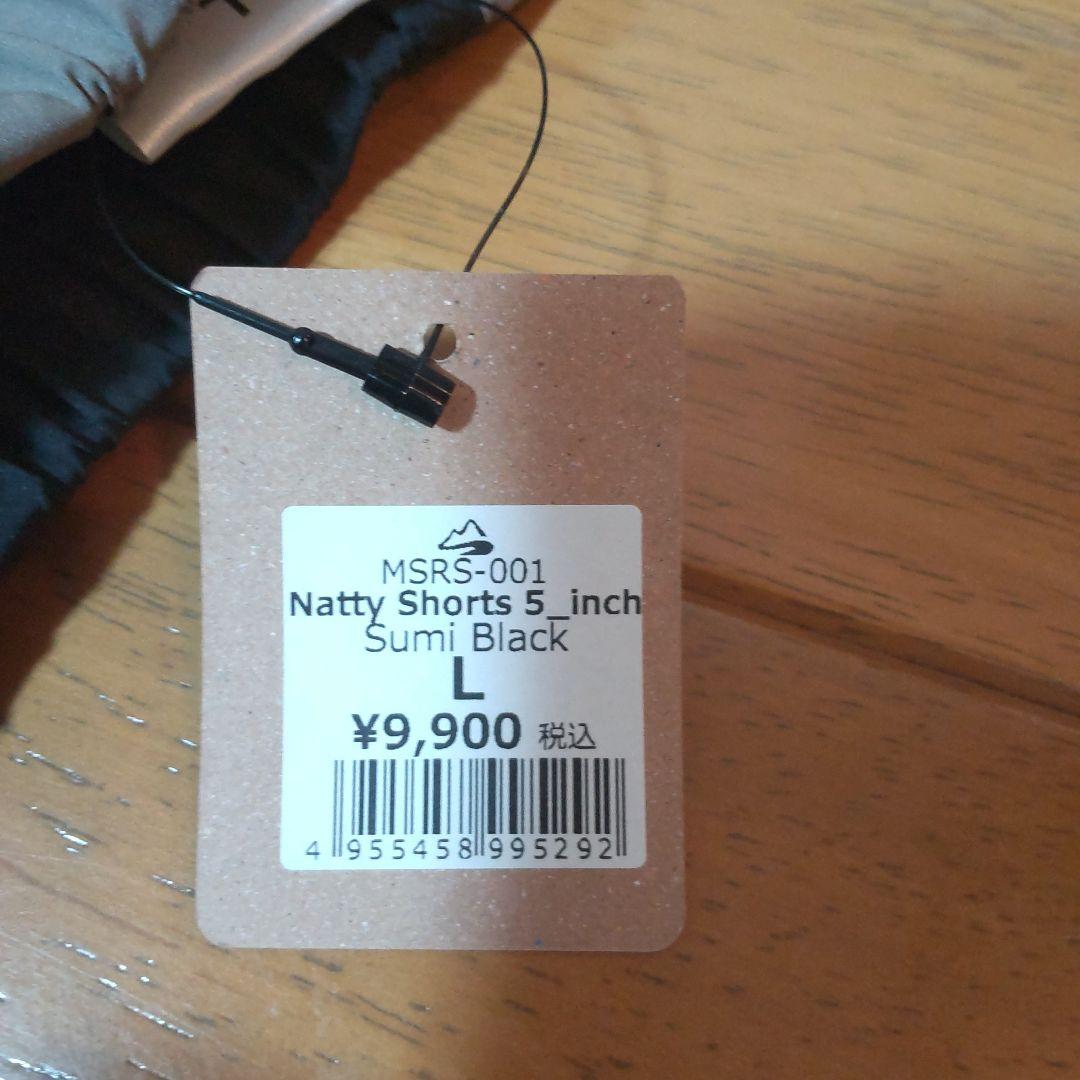 MSRS-001
Natty Shorts 5_inch
Sumi Black
L
¥9,900 税込
4 955458 995292